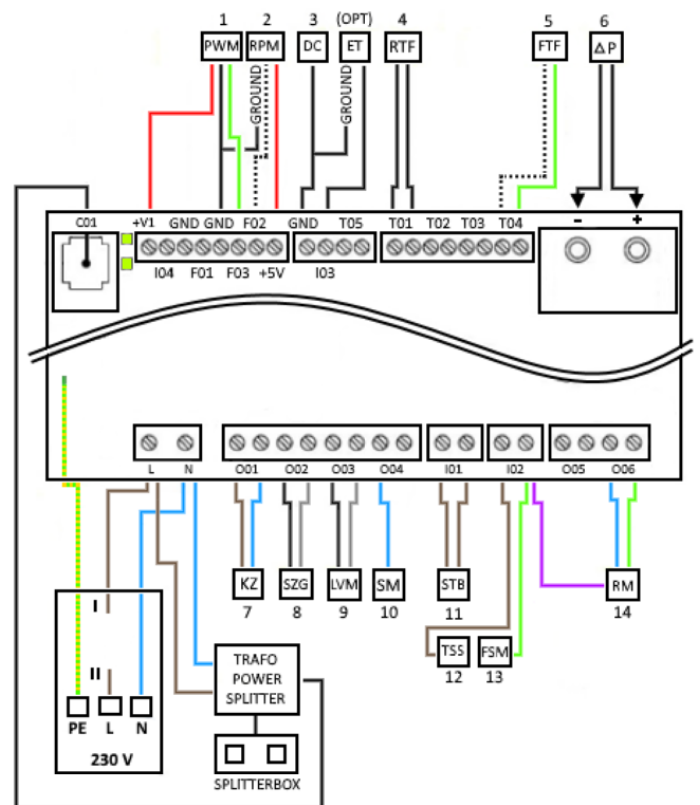 1 2 3 (OPT) 4 5 6
PWM RPM DC ET RTF FTF ΔP
GROUND GROUND
- +
C01 +V1 GND GND F02 GND T05 T01 T02 T03 T04
I04 F01 F03 +5V I03
L N O01 O02 O03 O04 I01 I02 O05 O06
KZ SZG LVM SM STB RM
7 8 9 10 11 14
I
TSS FSM
12 13
II
TRAFO
POWER
SPLITTER
PE L N
230 V
SPLITTERBOX